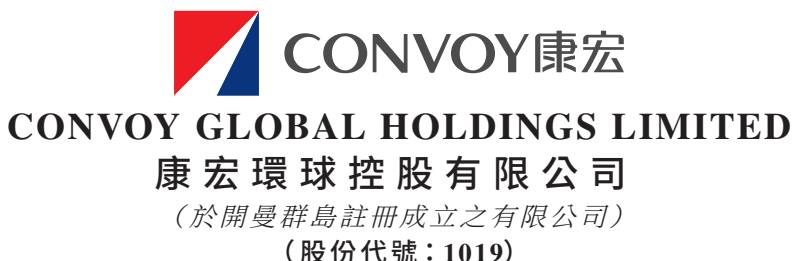 CONVOY康宏
CONVOY GLOBAL HOLDINGS LIMITED
康宏環球控股有限公司
（於開曼群島註冊成立之有限公司）
（股份代號：1019）